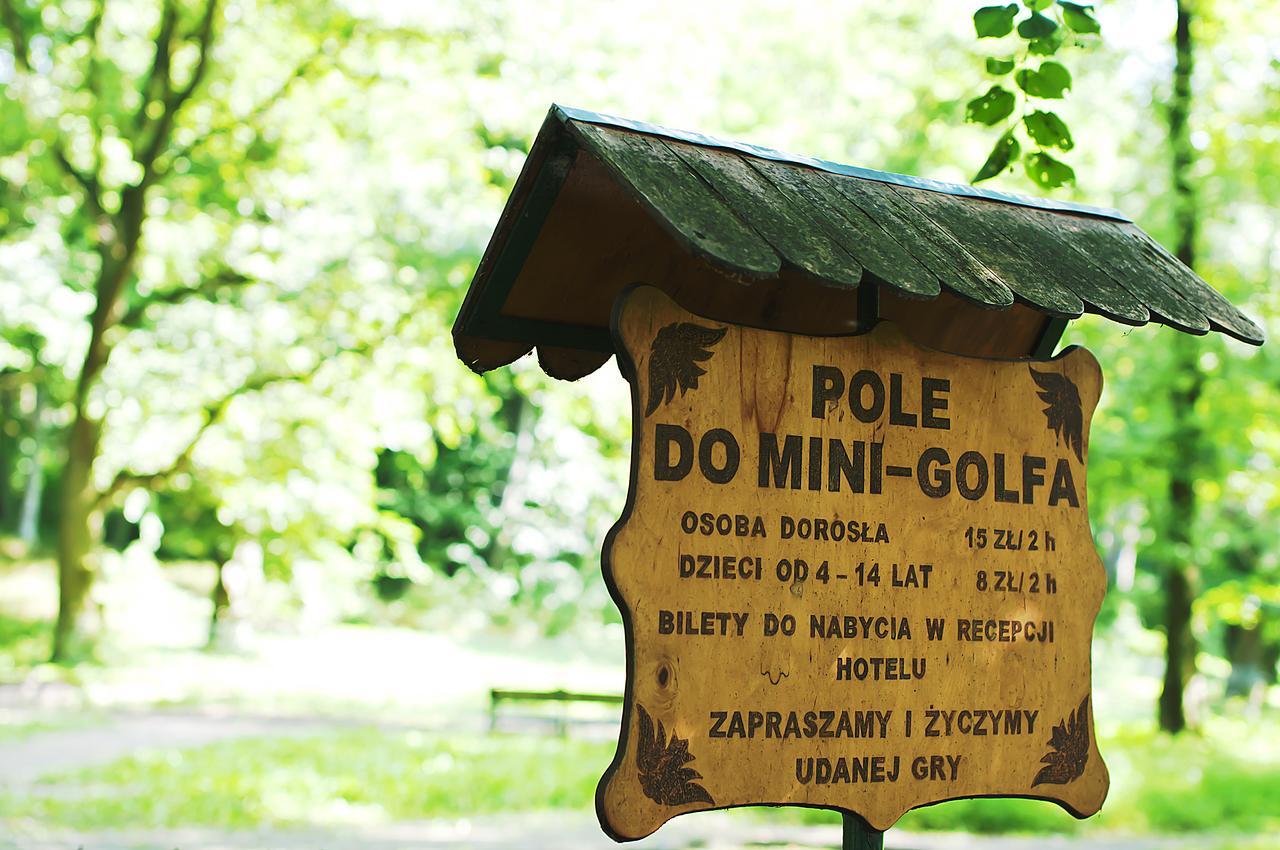 POLE
DO MINI-GOLFA
OSOBA DOROSŁA 15 ZŁ/2 h
DZIECI OD 4 - 14 LAT 8 ZŁ/2 h
BILETY DO NABYCIA W RECEPCJI
HOTELU
ZAPRASZAMY I ŻYCZYMY
UDANEJ GRY